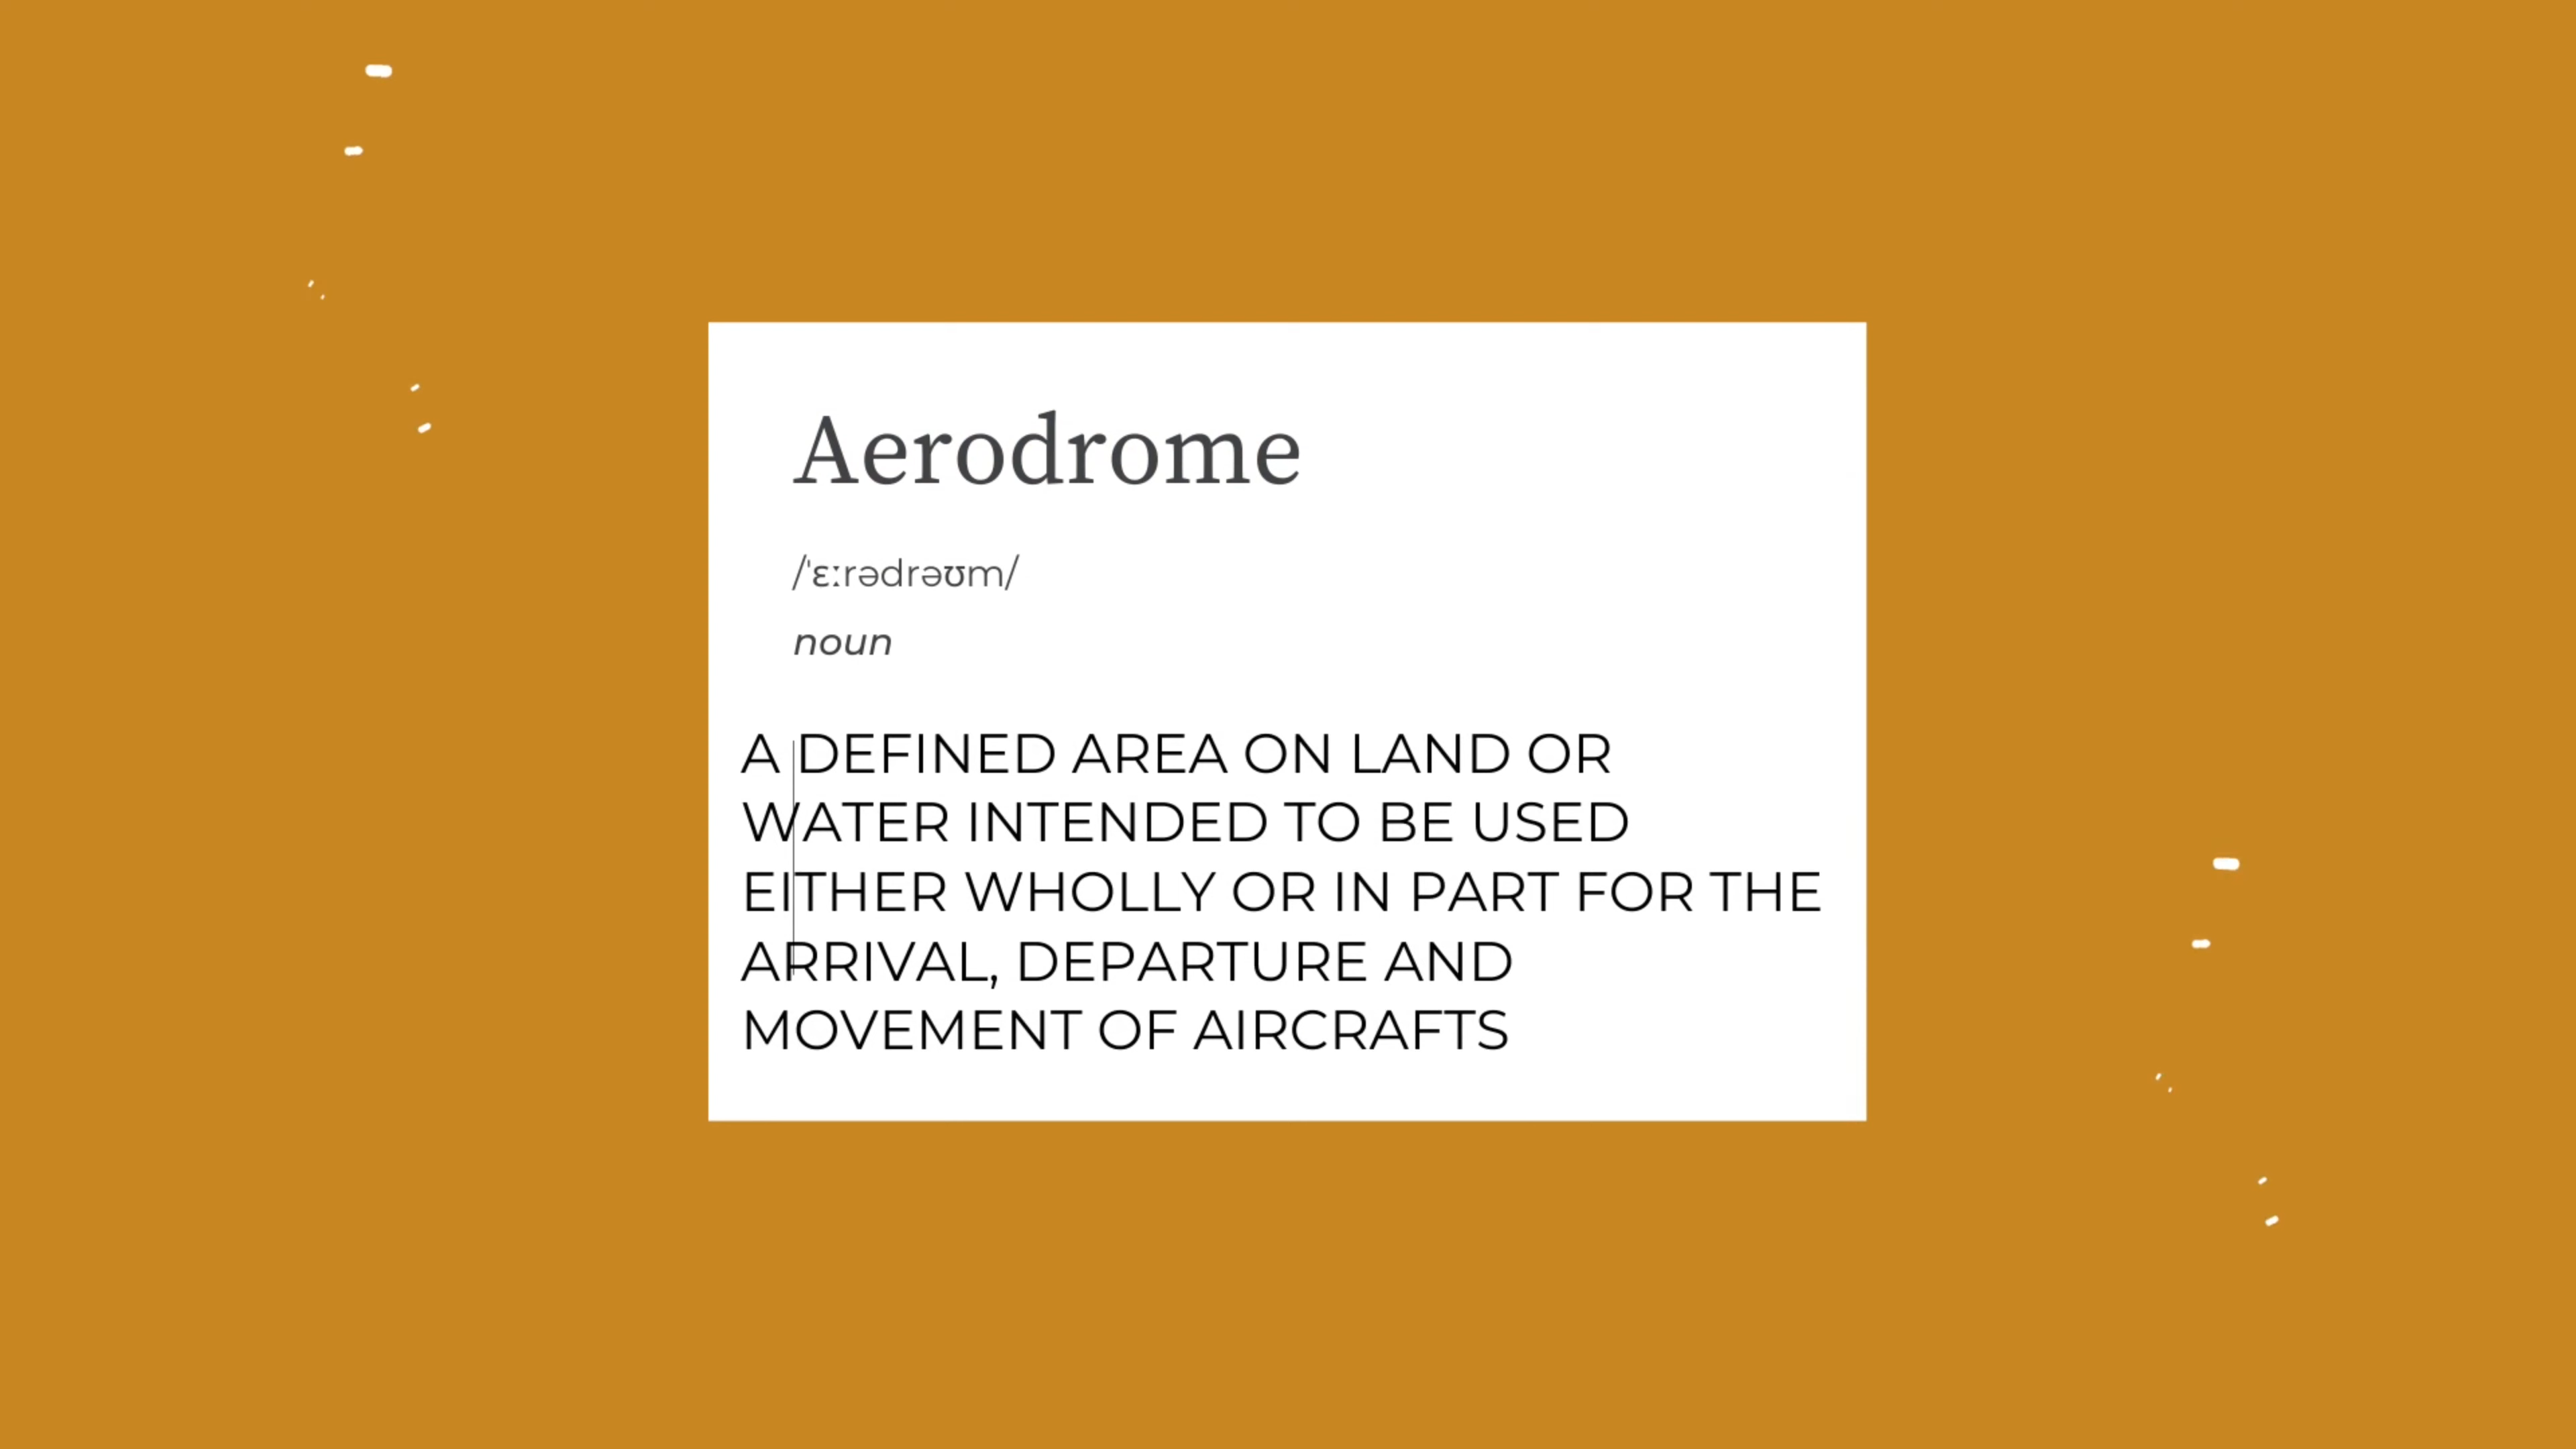 Aerodrome
/ˈɛːrədrəʊm/
noun
A DEFINED AREA ON LAND OR
WATER INTENDED TO BE USED
EITHER WHOLLY OR IN PART FOR THE
ARRIVAL, DEPARTURE AND
MOVEMENT OF AIRCRAFTS